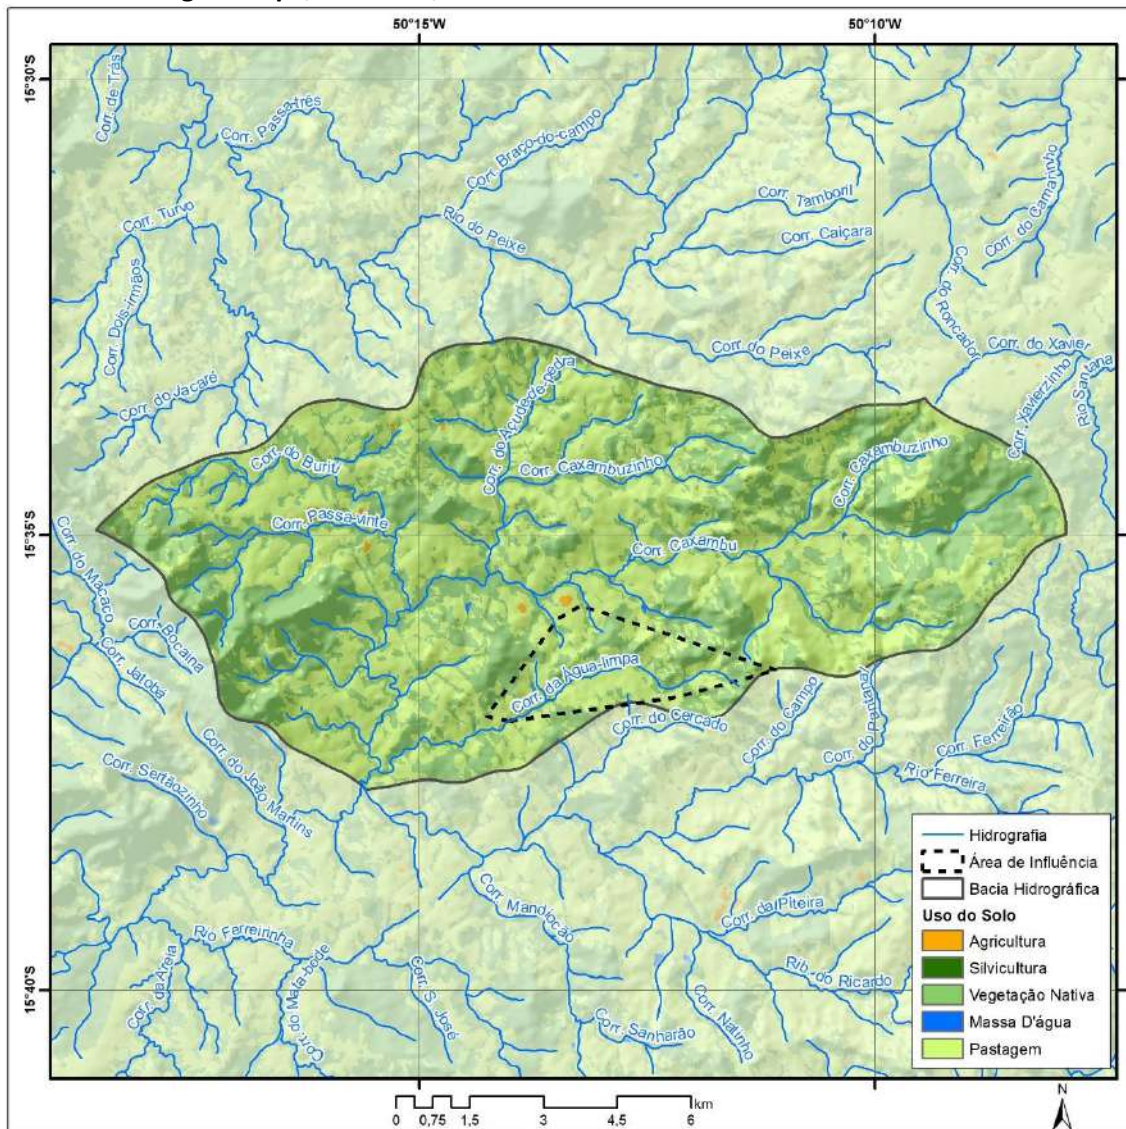 50°15'W
50°10'W
15°30'S
15°35'S
15°40'S
Corr. de Trás
Corr. Passa-três
Corr. Braço-do-campo
Corr. Tamboril
Corr. do Camarinho
Corr. Turvo
Rio do Peixe
Corr. Caiçara
Corr. Dois-irmãos
Corr. do Roncador
Corr. do Peixe
Corr. do Xavier
Corr. do Jacaré
Corr. do Açude-de-pedra
Corr. Xavierzinho
Rio Santana
Corr. do Buriti
Corr. Caxambuzinho
Corr. Caxambuzinho
Corr. Passa-vinte
Corr. Caxambu
Corr. do Macaco
Corr. Bocaina
Corr. Jatobá
Corr. da Água-limpa
Corr. do Cercado
Corr. do Campo
Corr. do Pantanal
Corr. Ferreirão
Rio Ferreira
Corr. Sertãozinho
Corr. do João Martins
Corr. Mandiocão
Corr. da Piteira
Rio Ferreirinha
Corr. da Areia
Corr. do Mata-bode
Corr. S. José
Rib. do Ricardo
Corr. Natinho
Corr. Sanharão
Hidrografia
Área de Influência
Bacia Hidrográfica
Uso do Solo
Agricultura
Silvicultura
Vegetação Nativa
Massa D'água
Pastagem
km
0 0,75 1,5 3 4,5 6
N